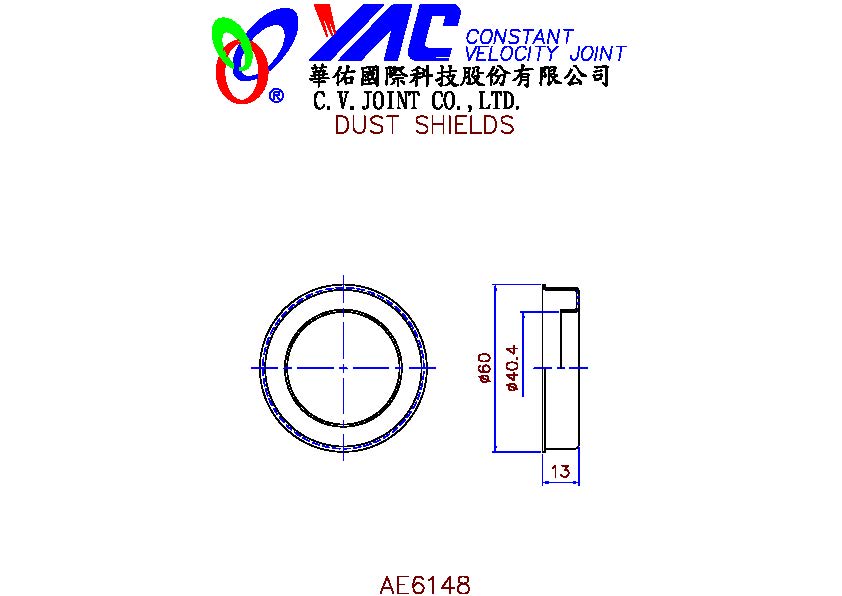 YAC CONSTANT
VELOCITY JOINT
®
華佑國際科技股份有限公司
C.V.JOINT CO.,LTD.
DUST SHIELDS
ø60
ø40.4
13
AE6148